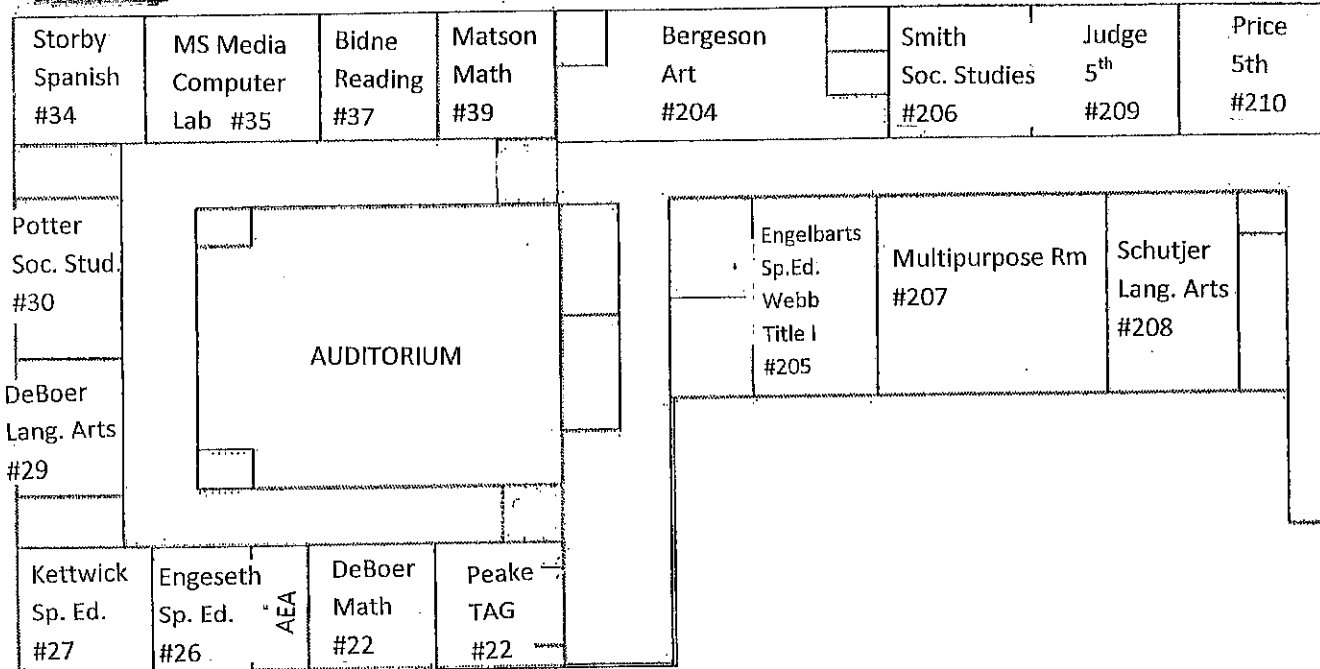 Storby
Spanish
#34
MS Media
Computer
Lab #35
Bidne
Reading
#37
Matson
Math
#39
Bergeson
Art
#204
Smith
Soc. Studies
#206
Judge
5th
#209
Price
5th
#210
Potter
Soc. Stud.
#30
AUDITORIUM
Engelbarts
Sp.Ed.
Webb
Title I
#205
Multipurpose Rm
#207
Schutjer
Lang. Arts
#208
DeBoer
Lang. Arts
#29
Kettwick
Sp. Ed.
#27
Engeseth
Sp. Ed.
#26
AEA
DeBoer
Math
#22
Peake
TAG
#22